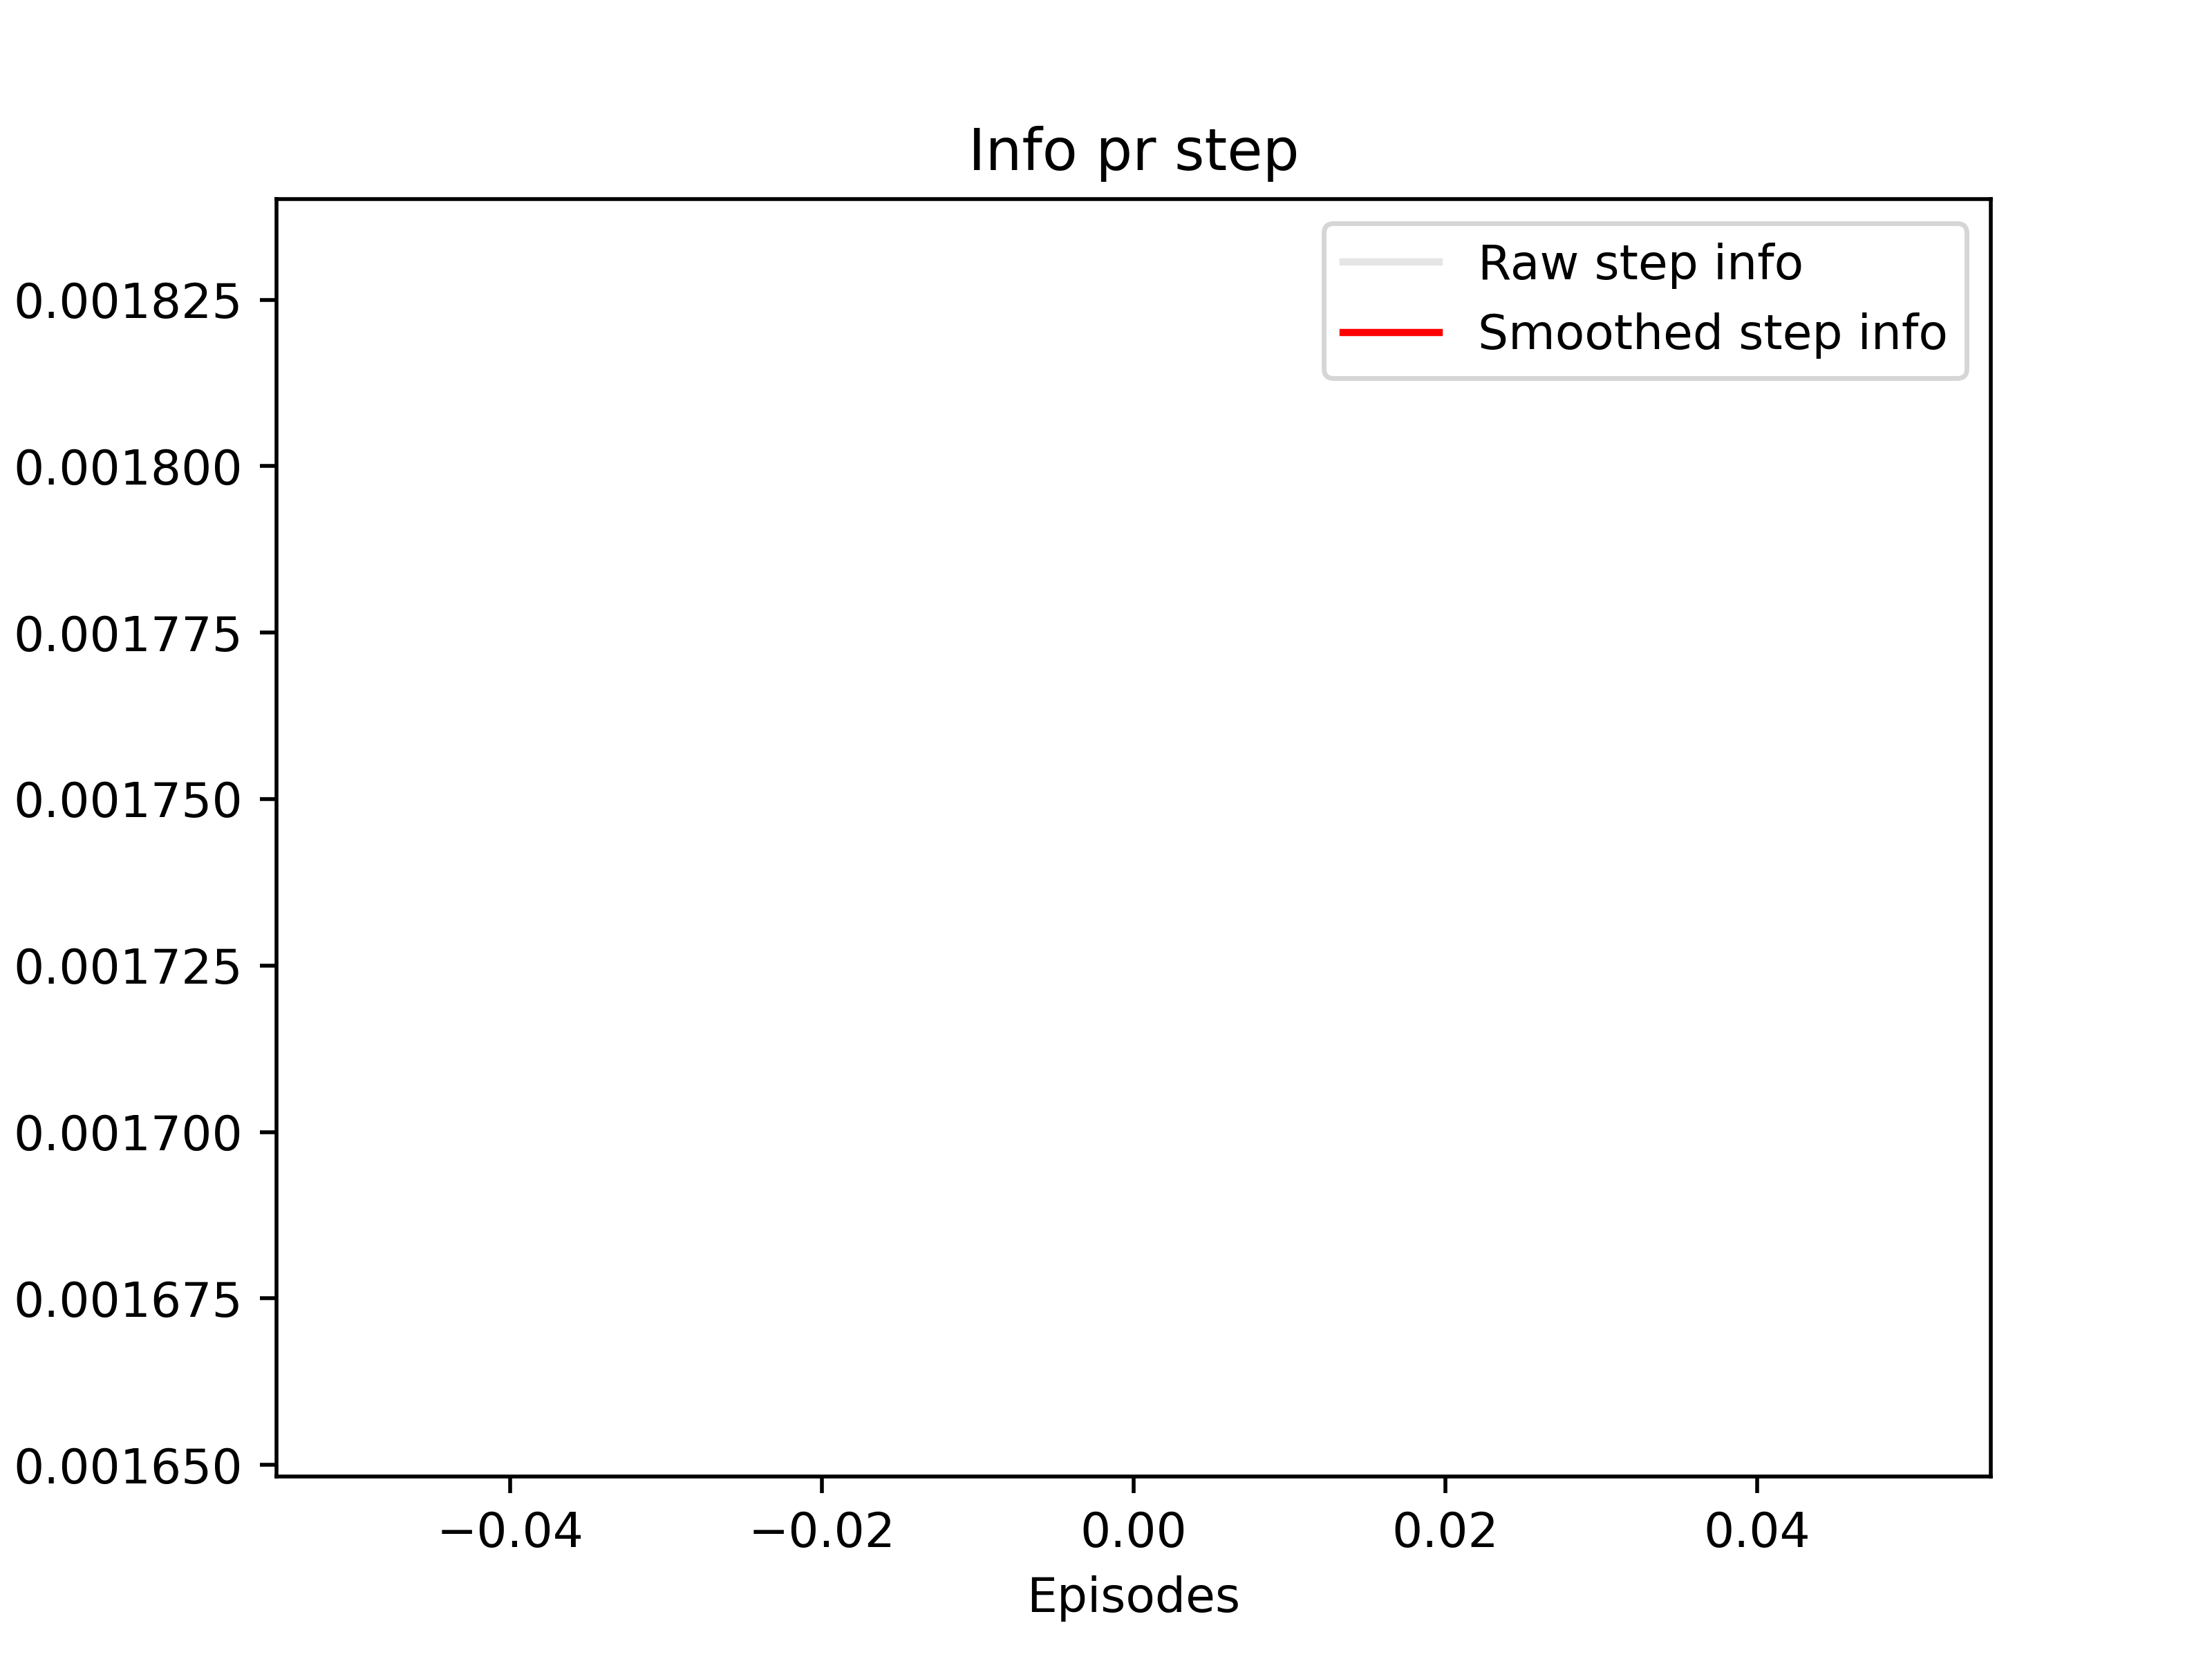 Info pr step
Raw step info
Smoothed step info
0.001825
0.001800
0.001775
0.001750
0.001725
0.001700
0.001675
0.001650
−0.04 −0.02 0.00 0.02 0.04
Episodes